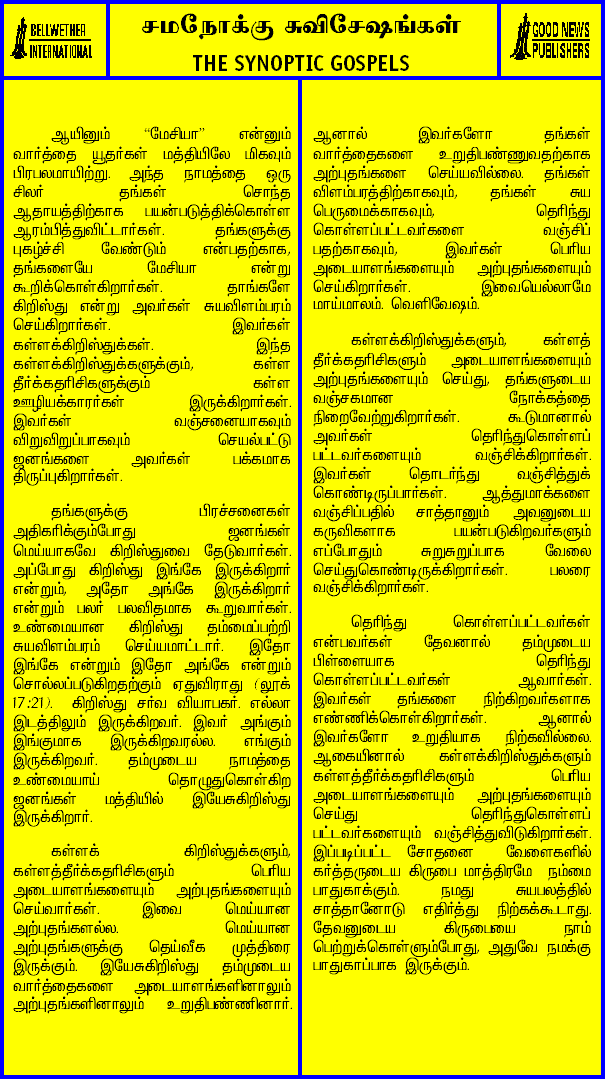 BELLWETHER
INTERNATIONAL
சமநோக்கு சுவிசேஷங்கள்
THE SYNOPTIC GOSPELS
GOOD NEWS
PUBLISHERS
ஆயினும் “மேசியா” என்னும்
வார்த்தை யூதர்கள் மத்தியிலே மிகவும்
பிரபலமாயிற்று. அந்த நாமத்தை ஒரு
சிலர் தங்கள் சொந்த
ஆதாயத்திற்காக பயன்படுத்திக்கொள்ள
ஆரம்பித்துவிட்டார்கள். தங்களுக்கு
புகழ்ச்சி வேண்டும் என்பதற்காக,
தங்களையே மேசியா என்று
கூறிக்கொள்கிறார்கள். தாங்களே
கிறிஸ்து என்று அவர்கள் சுயவிளம்பரம்
செய்கிறார்கள். இவர்கள்
கள்ளக்கிறிஸ்துக்கள். இந்த
கள்ளக்கிறிஸ்துக்களுக்கும், கள்ள
தீர்க்கதரிசிகளுக்கும் கள்ள
ஊழியக்காரர்கள் இருக்கிறார்கள்.
இவர்கள் வஞ்சனையாகவும்
விறுவிறுப்பாகவும் செயல்பட்டு
ஜனங்களை அவர்கள் பக்கமாக
திருப்புகிறார்கள்.
தங்களுக்கு பிரச்சனைகள்
அதிகரிக்கும்போது ஜனங்கள்
மெய்யாகவே கிறிஸ்துவை தேடுவார்கள்.
அப்போது கிறிஸ்து இங்கே இருக்கிறார்
என்றும், அதோ அங்கே இருக்கிறார்
என்றும் பலர் பலவிதமாக கூறுவார்கள்.
உண்மையான கிறிஸ்து தம்மைப்பற்றி
சுயவிளம்பரம் செய்யமாட்டார். இதோ
இங்கே என்றும் இதோ அங்கே என்றும்
சொல்லப்படுகிறதற்கும் ஏதுவிராது (லூக்
17:21). கிறிஸ்து சர்வ வியாபகர். எல்லா
இடத்திலும் இருக்கிறவர். இவர் அங்கும்
இங்குமாக இருக்கிறவரல்ல. எங்கும்
இருக்கிறவர். தம்முடைய நாமத்தை
உண்மையாய் தொழுதுகொள்கிற
ஜனங்கள் மத்தியில் இயேசுகிறிஸ்து
இருக்கிறார்.
கள்ளக் கிறிஸ்துக்களும்,
கள்ளத்தீர்க்கதரிசிகளும் பெரிய
அடையாளங்களையும் அற்புதங்களையும்
செய்வார்கள். இவை மெய்யான
அற்புதங்களல்ல. மெய்யான
அற்புதங்களுக்கு தெய்வீக முத்திரை
இருக்கும். இயேசுகிறிஸ்து தம்முடைய
வார்த்தைகளை அடையாளங்களினாலும்
அற்புதங்களினாலும் உறுதிபண்ணினார்.
ஆனால் இவர்களோ தங்கள்
வார்த்தைகளை உறுதிபண்ணுவதற்காக
அற்புதங்களை செய்யவில்லை. தங்கள்
விளம்பரத்திற்காகவும், தங்கள் சுய
பெருமைக்காகவும், தெரிந்து
கொள்ளப்பட்டவர்களை வஞ்சிப்
பதற்காகவும், இவர்கள் பெரிய
அடையாளங்களையும் அற்புதங்களையும்
செய்கிறார்கள். இவையெல்லாமே
மாய்மாலம். வெளிவேஷம்.
கள்ளக்கிறிஸ்துக்களும், கள்ளத்
தீர்க்கதரிசிகளும் அடையாளங்களையும்
அற்புதங்களையும் செய்து, தங்களுடைய
வஞ்சகமான நோக்கத்தை
நிறைவேற்றுகிறார்கள். கூடுமானால்
அவர்கள் தெரிந்துகொள்ளப்
பட்டவர்களையும் வஞ்சிக்கிறார்கள்.
இவர்கள் தொடர்ந்து வஞ்சித்துக்
கொண்டிருப்பார்கள். ஆத்துமாக்களை
வஞ்சிப்பதில் சாத்தானும் அவனுடைய
கருவிகளாக பயன்படுகிறவர்களும்
எப்போதும் சுறுசுறுப்பாக வேலை
செய்துகொண்டிருக்கிறார்கள். பலரை
வஞ்சிக்கிறார்கள்.
தெரிந்து கொள்ளப்பட்டவர்கள்
என்பவர்கள் தேவனால் தம்முடைய
பிள்ளையாக தெரிந்து
கொள்ளப்பட்டவர்கள் ஆவார்கள்.
இவர்கள் தங்களை நிற்கிறவர்களாக
எண்ணிக்கொள்கிறார்கள். ஆனால்
இவர்களோ உறுதியாக நிற்கவில்லை.
ஆகையினால் கள்ளக்கிறிஸ்துக்களும்
கள்ளத்தீர்க்கதரிசிகளும் பெரிய
அடையாளங்களையும் அற்புதங்களையும்
செய்து தெரிந்துகொள்ளப்
பட்டவர்களையும் வஞ்சித்துவிடுகிறார்கள்.
இப்படிப்பட்ட சோதனை வேளைகளில்
கர்த்தருடைய கிருபை மாத்திரமே நம்மை
பாதுகாக்கும். நமது சுயபலத்தில்
சாத்தானோடு எதிர்த்து நிற்கக்கூடாது.
தேவனுடைய கிருபையை நாம்
பெற்றுக்கொள்ளும்போது, அதுவே நமக்கு
பாதுகாப்பாக இருக்கும்.